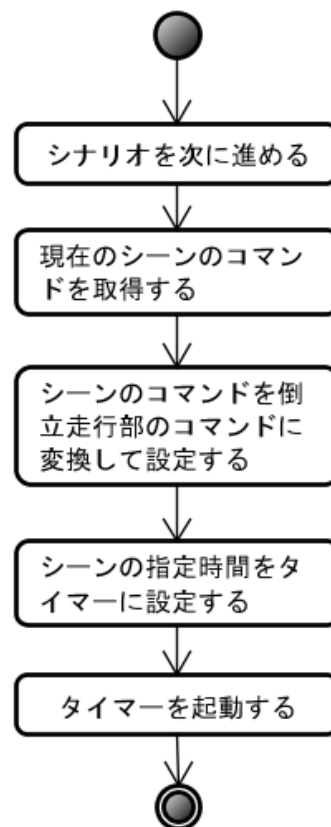 シナリオを次に進める
現在のシーンのコマン
ドを取得する
シーンのコマンドを倒
立走行部のコマンドに
変換して設定する
シーンの指定時間をタ
イマーに設定する
タイマーを起動する